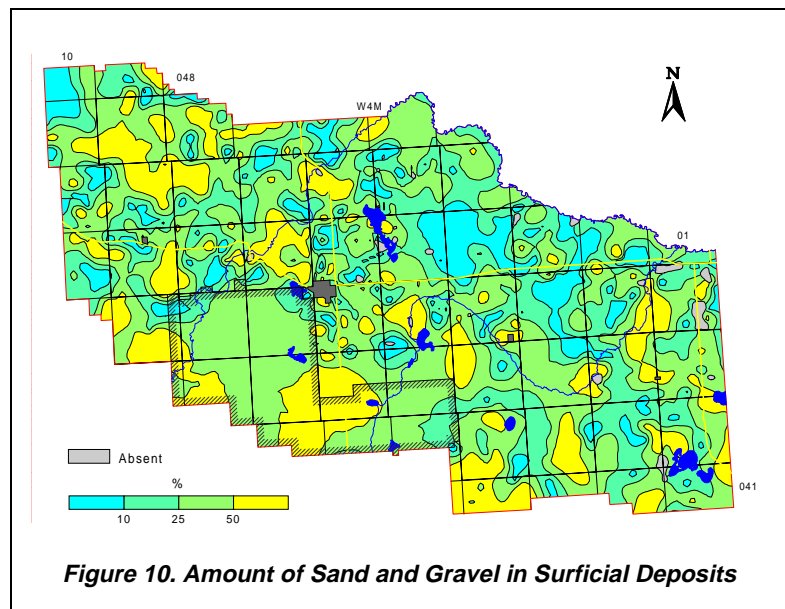 10
048
W4M
N
01
Absent
%
10 25 50
041
Figure 10. Amount of Sand and Gravel in Surficial Deposits